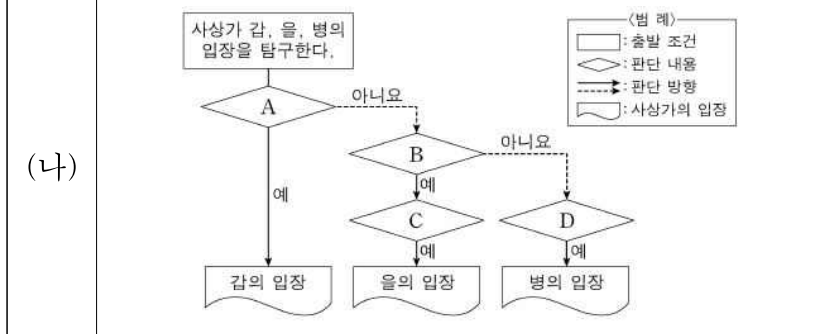 사상가 갑, 을, 병의
입장을 탐구한다.
〈범 례〉
: 출발 조건
: 판단 내용
: 판단 방향
: 사상가의 입장
A
아니요
B
아니요
(나)
예
예
C
D
예
예
갑의 입장
을의 입장
병의 입장